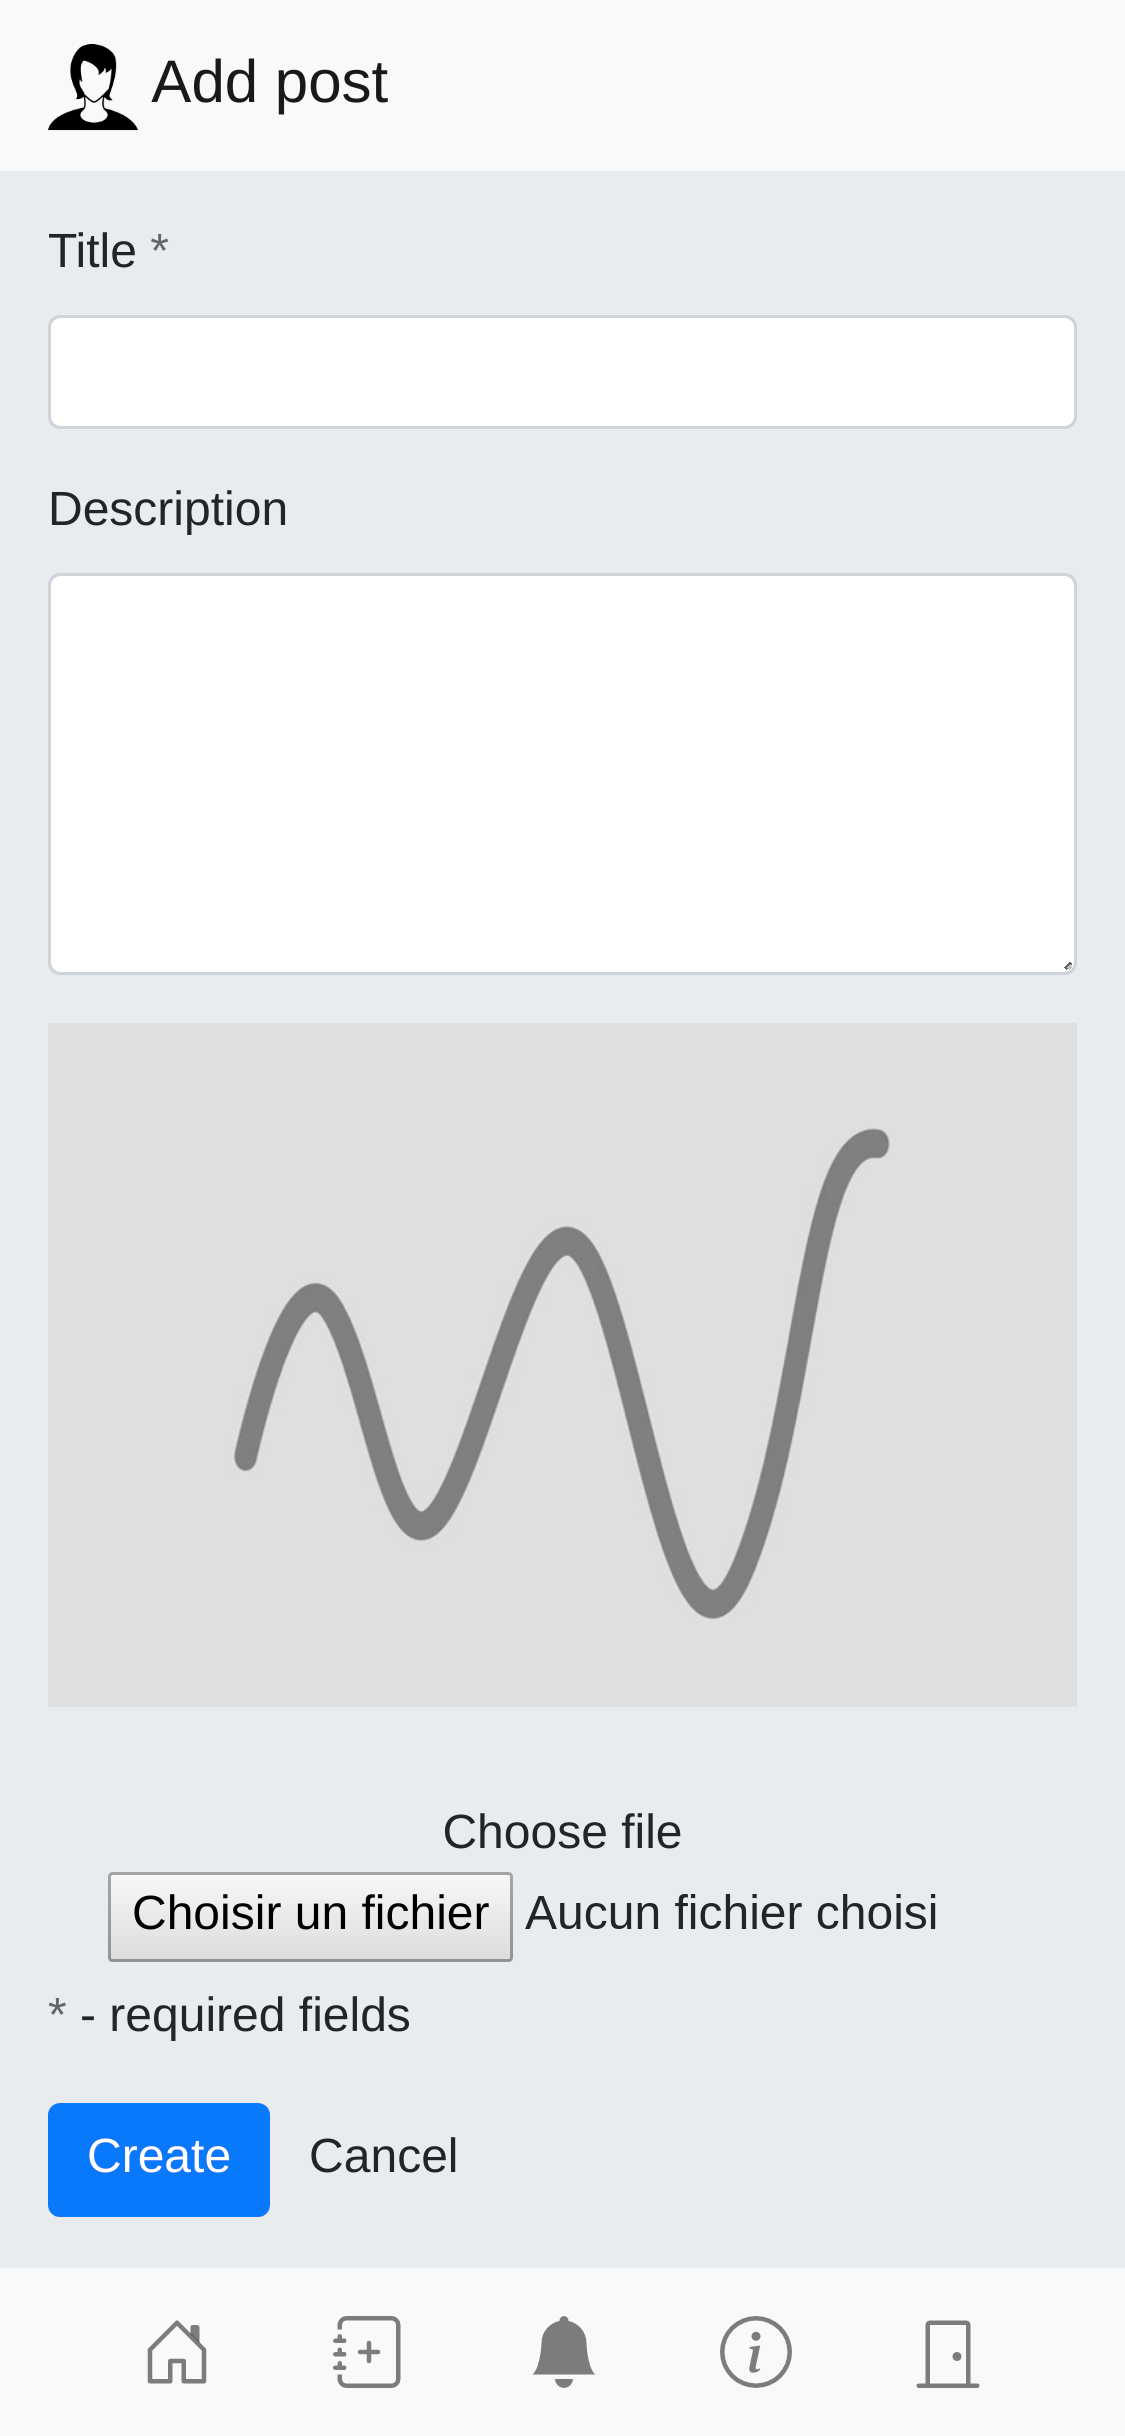 Add post
Title *
Description
Choose file
Choisir un fichier Aucun fichier choisi
* - required fields
Create Cancel